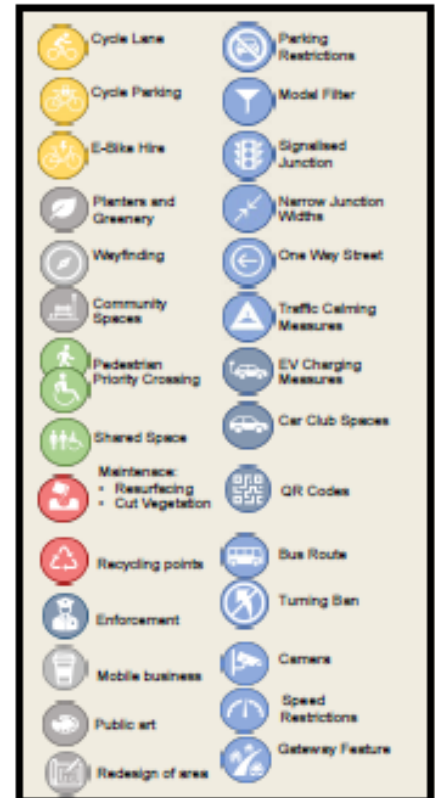 Cycle Lane
Cycle Parking
E-Bike Hire
Planters and
Greenery
Wayfinding
Community
Spaces
Pedestrian
Priority Crossing
Shared Space
Maintenace:
• Resurfacing
• Cut Vegetation
Recycling points
Enforcement
Mobile business
Public art
Redesign of area
Parking
Restrictions
Model Filter
Signalised
Junction
Narrow Junction
Widths
One Way Street
Traffic Calming
Measures
EV Charging
Measures
Car Club Spaces
QR Codes
Bus Route
Turning Ban
Camera
Speed
Restrictions
Gateway Feature